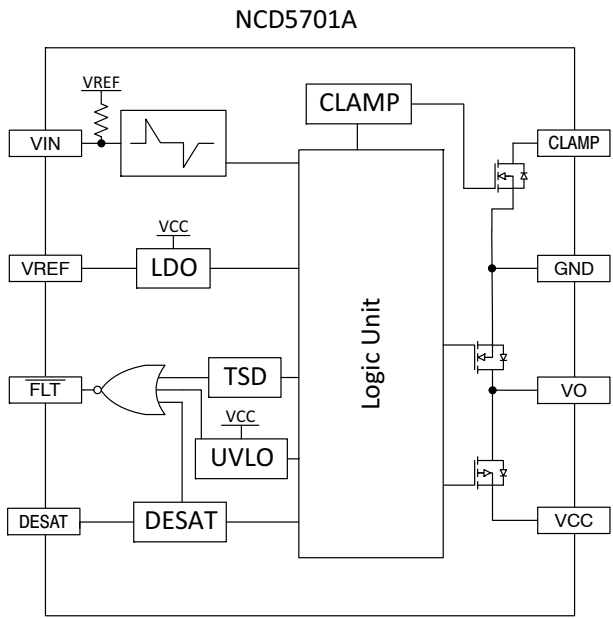 NCD5701A
VREF
CLAMP
VIN
CLAMP
VCC
VREF
LDO
GND
Logic Unit
FLT
TSD
VO
VCC
UVLO
DESAT
DESAT
VCC